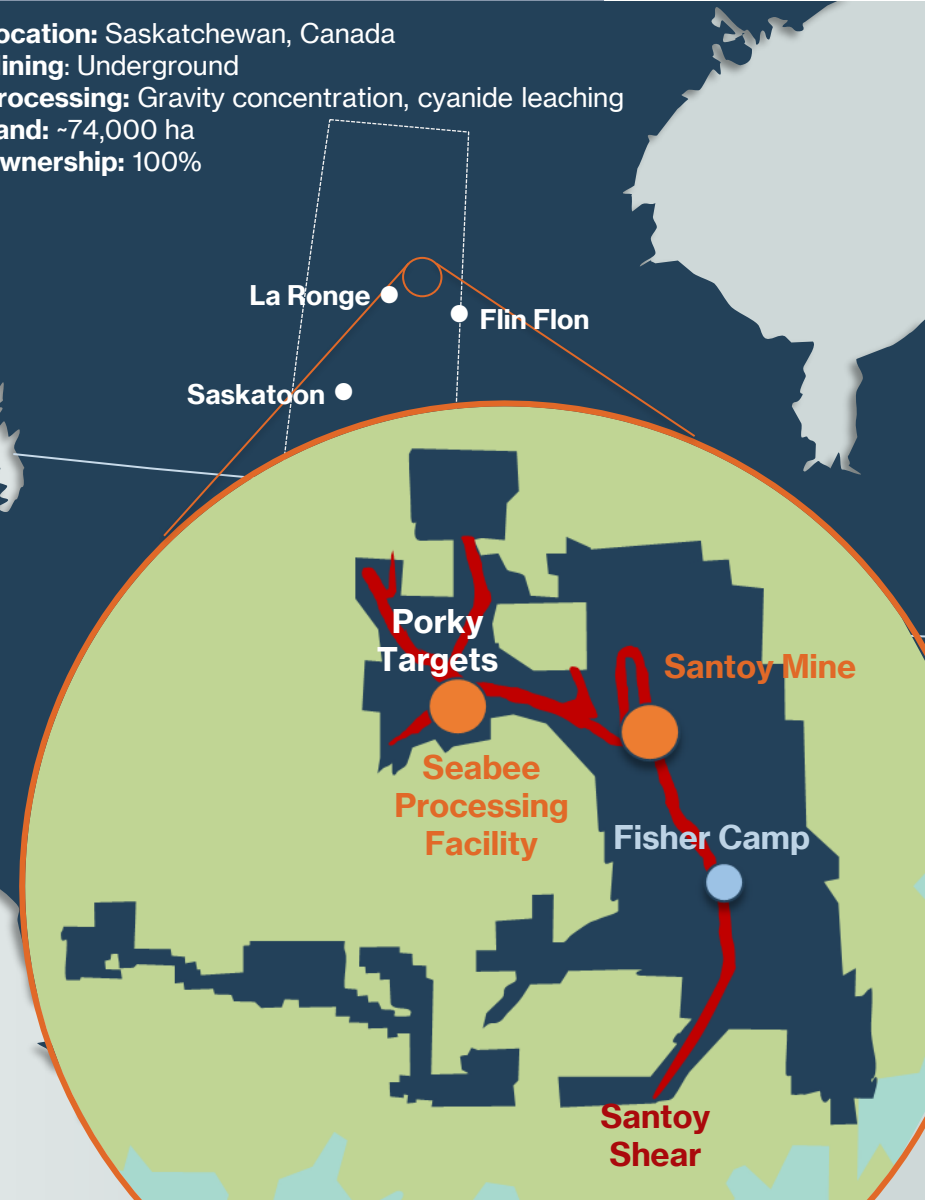 ocation: Saskatchewan, Canada
ining: Underground
rocessing: Gravity concentration, cyanide leaching
and: ~74,000 ha
wnership: 100%
La Ronge
Flin Flon
Saskatoon
Porky
Targets
Santoy Mine
Seabee
Processing
Facility
Fisher Camp
Santoy
Shear